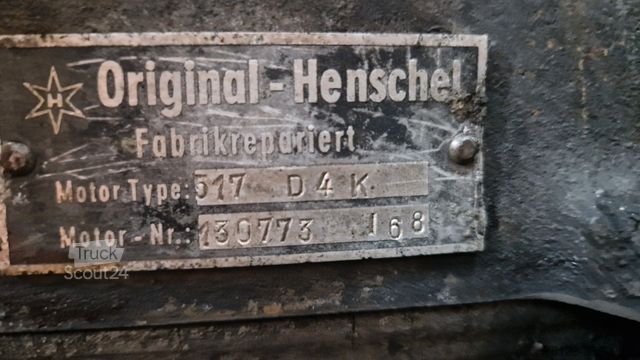 H Original-Henschel
Fabrikrepariert
Motor Type: 517 D4K
Motor-Nr.: 130773 168
Truck
Scout24